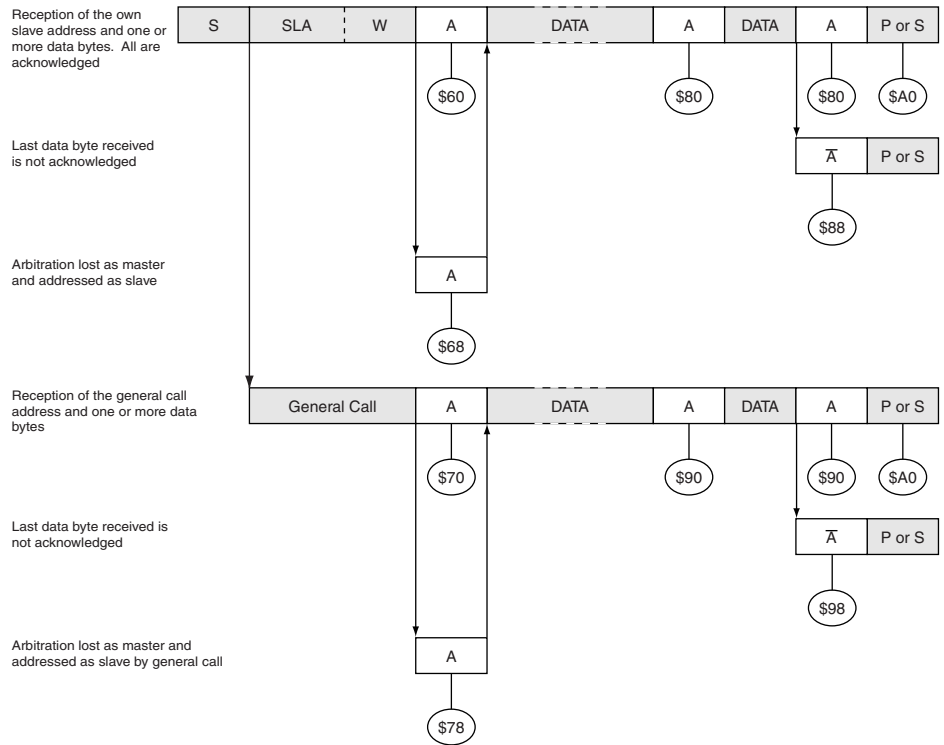 Reception of the own
slave address and one or
more data bytes. All are
acknowledged
S SLA W A DATA A DATA A P or S
$60 $80 $80 $A0
Last data byte received
is not acknowledged
A̅ P or S
$88
Arbitration lost as master
and addressed as slave
A
$68
Reception of the general call
address and one or more data
bytes
General Call A DATA A DATA A P or S
$70 $90 $90 $A0
Last data byte received is
not acknowledged
A̅ P or S
$98
Arbitration lost as master and
addressed as slave by general call
A
$78